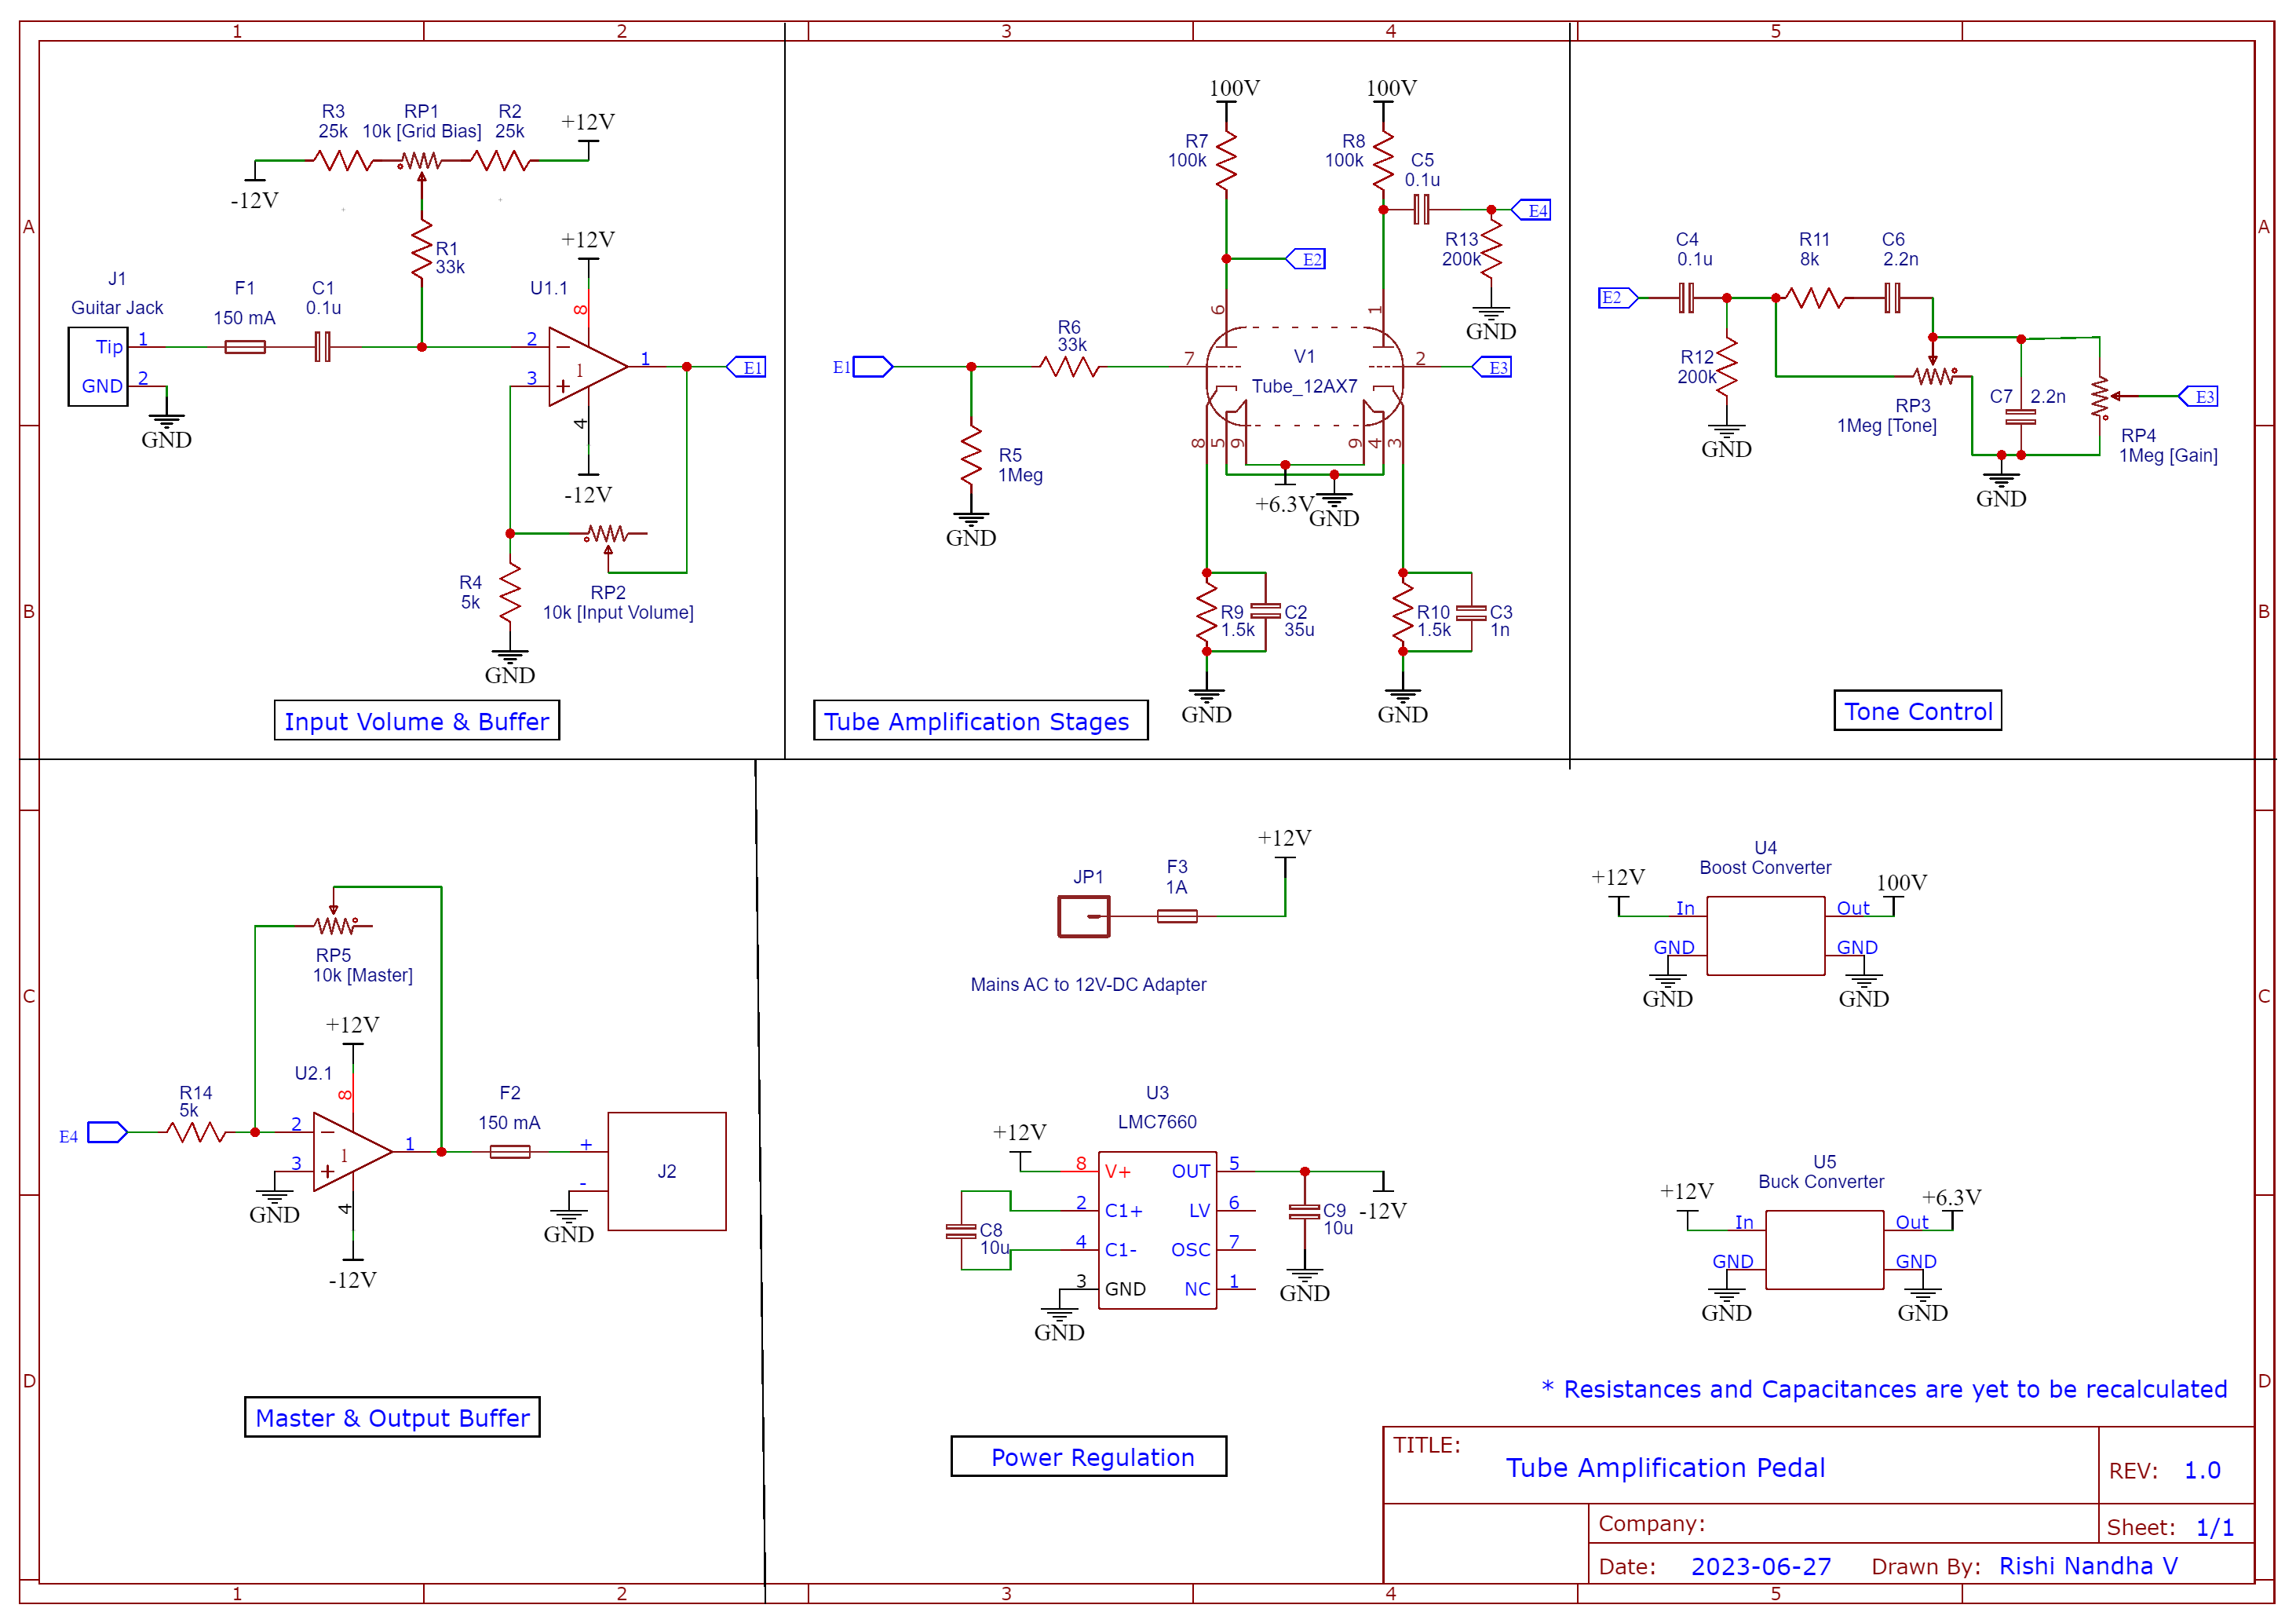 1 2 3 4 5
A
B
C
D
R3
25k
RP1
10k [Grid Bias]
R2
25k
+12V
-12V
R1
33k
+12V
J1
Guitar Jack
Tip 1
GND 2
GND
F1
150 mA
C1
0.1u
U1.1
8
2
3
1
1
4
-12V
E1
R4
5k
RP2
10k [Input Volume]
GND
Input Volume & Buffer
100V
R7
100k
100V
R8
100k
C5
0.1u
E4
R13
200k
GND
E2
6
1
E1
R6
33k
7
V1
Tube_12AX7
2
E3
8 5 9
9 4 3
+6.3V
GND
R5
1Meg
GND
R9
1.5k
C2
35u
GND
R10
1.5k
C3
1n
GND
Tube Amplification Stages
E2
C4
0.1u
R11
8k
C6
2.2n
R12
200k
GND
RP3
1Meg [Tone]
C7 2.2n
E3
RP4
1Meg [Gain]
GND
Tone Control
RP5
10k [Master]
+12V
U2.1
8
E4
R14
5k
2
3
1
1
4
GND
-12V
F2
150 mA
+
-
J2
GND
Master & Output Buffer
JP1
F3
1A
+12V
Mains AC to 12V-DC Adapter
U4
Boost Converter
+12V
100V
In
Out
GND
GND
GND
GND
U3
LMC7660
+12V
8 V+
2 C1+
4 C1-
3 GND
OUT 5
LV 6
OSC 7
NC 1
C8
10u
GND
C9
10u
-12V
GND
U5
Buck Converter
+12V
+6.3V
In
Out
GND
GND
GND
GND
Power Regulation
* Resistances and Capacitances are yet to be recalculated
TITLE:
Tube Amplification Pedal
REV: 1.0
Company:
Sheet: 1/1
Date: 2023-06-27 Drawn By: Rishi Nandha V
A
B
C
D
1 2 3 4 5